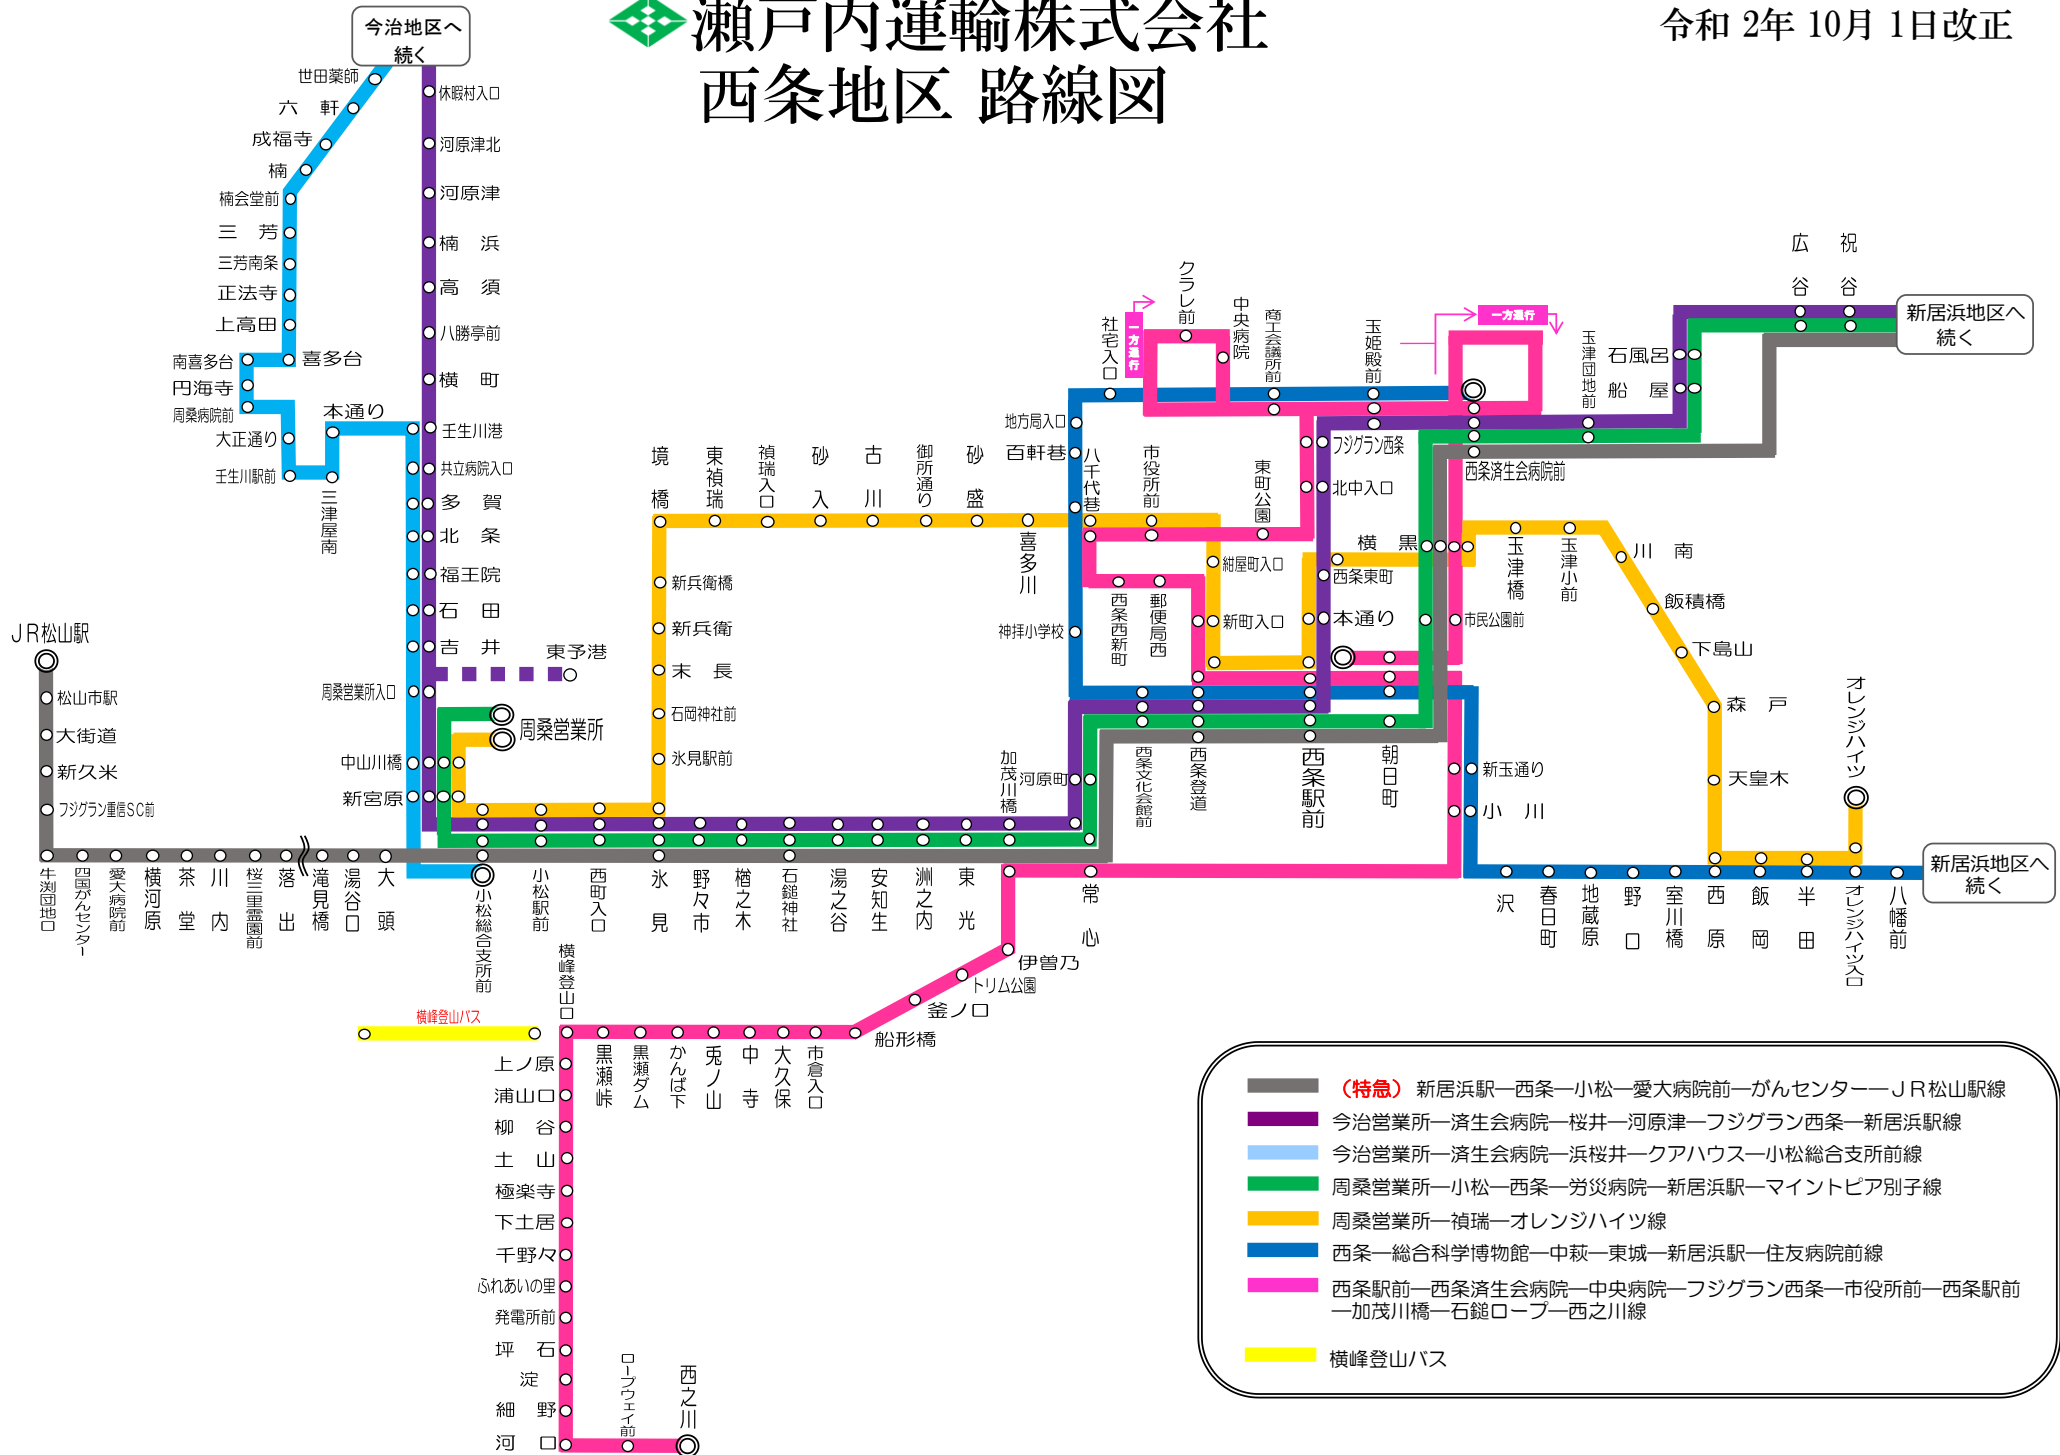 瀬戸内運輸株式会社
西条地区 路線図
令和 2年 10月 1日改正
今治地区へ
続く
世田薬師
六 軒
成福寺
楠
楠会堂前
三 芳
三芳南条
正法寺
上高田
南喜多台
喜多台
円海寺
周桑病院前
大正通り
壬生川駅前
本通り
三津屋南
休暇村入口
河原津北
河原津
楠 浜
高 須
八勝亭前
横 町
壬生川港
共立病院入口
多 賀
北 条
福王院
石 田
吉 井
東予港
周桑営業所入口
周桑営業所
中山川橋
新宮原
JR松山駅
松山市駅
大街道
新久米
フジグラン重信SC前
牛渕団地口
四国がんセンター
愛大病院前
横河原
茶 堂
川 内
桜三里霊園前
落 出
滝見橋
湯谷口
大 頭
小松総合支所前
小松駅前
西町入口
氷 見
野々市
楢之木
石鎚神社
湯之谷
安知生
洲之内
東 光
加茂川橋
常 心
境 橋
東禎瑞
禎瑞入口
砂 入
古 川
御所通り
砂 盛
喜多川
新兵衛橋
新兵衛
末 長
石岡神社前
氷見駅前
社宅入口
一方通行
クラレ前
中央病院
商工会議所前
玉姫殿前
一方通行
玉津団地前
石風呂
船 屋
広 谷
祝 谷
新居浜地区へ
続く
地方局入口
百軒巷
八千代巷
市役所前
東町公園
フジグラン西条
北中入口
西条済生会病院前
横 黒
西条東町
本通り
紺屋町入口
新町入口
神拝小学校
西条西新町
郵便局西
市民公園前
玉津橋
玉津小前
川 南
飯積橋
下島山
森 戸
天皇木
オレンジハイツ
河原町
西条文化会館前
西条登道
西条駅前
朝日町
新玉通り
小 川
沢
春日町
地蔵原
野 口
室川橋
西 原
飯 岡
半 田
オレンジハイツ入口
八幡前
新居浜地区へ
続く
伊曽乃
トリム公園
釜ノ口
船形橋
市倉入口
大久保
中 寺
兎ノ山
かんば下
黒瀬ダム
黒瀬峠
横峰登山口
横峰登山バス
上ノ原
浦山口
柳 谷
土 山
極楽寺
下土居
千野々
ふれあいの里
発電所前
坪 石
淀
細 野
河 口
ロープウェイ前
西之川
（特急） 新居浜駅―西条―小松―愛大病院前―がんセンター―JR松山駅線
今治営業所―済生会病院―桜井―河原津―フジグラン西条―新居浜駅線
今治営業所―済生会病院―浜桜井―クアハウス―小松総合支所前線
周桑営業所―小松―西条―労災病院―新居浜駅―マイントピア別子線
周桑営業所―禎瑞―オレンジハイツ線
西条―総合科学博物館―中萩―東城―新居浜駅―住友病院前線
西条駅前―西条済生会病院―中央病院―フジグラン西条―市役所前―西条駅前
―加茂川橋―石鎚ロープ―西之川線
横峰登山バス